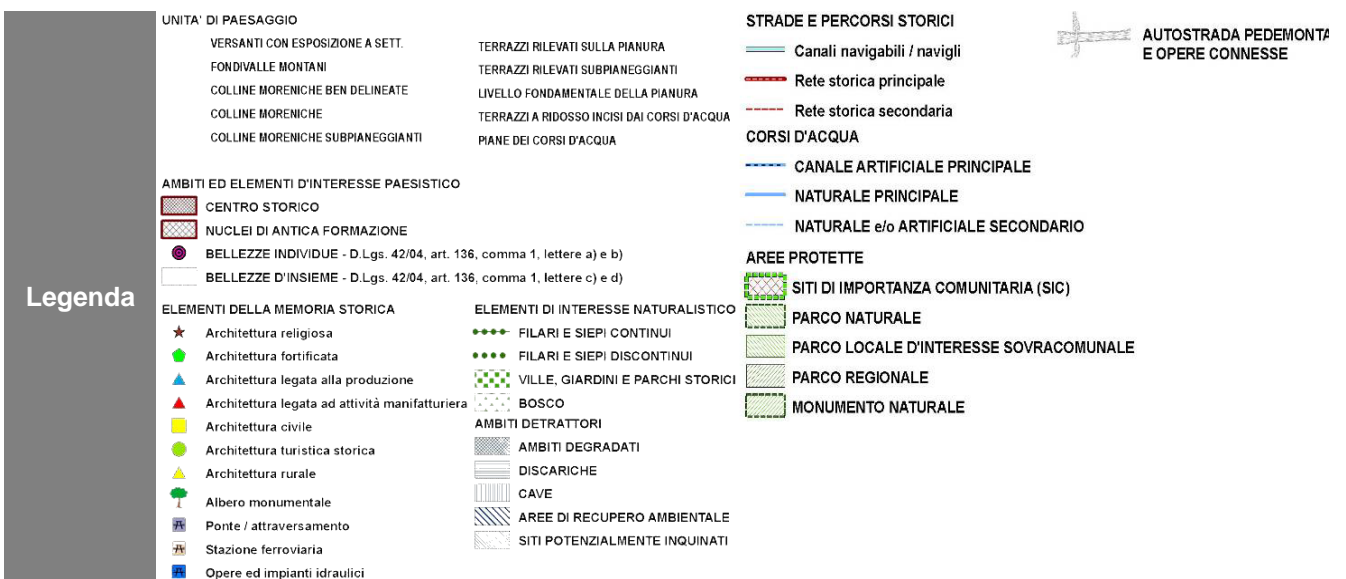 Legenda
UNITA' DI PAESAGGIO
VERSANTI CON ESPOSIZIONE A SETT.
FONDIVALLE MONTANI
COLLINE MORENICHE BEN DELINEATE
COLLINE MORENICHE
COLLINE MORENICHE SUBPIANEGGIANTI
TERRAZZI RILEVATI SULLA PIANURA
TERRAZZI RILEVATI SUBPIANEGGIANTI
LIVELLO FONDAMENTALE DELLA PIANURA
TERRAZZI A RIDOSSO INCISI DAI CORSI D'ACQUA
PIANE DEI CORSI D'ACQUA
AMBITI ED ELEMENTI D'INTERESSE PAESISTICO
CENTRO STORICO
NUCLEI DI ANTICA FORMAZIONE
BELLEZZE INDIVIDUE - D.Lgs. 42/04, art. 136, comma 1, lettere a) e b)
BELLEZZE D'INSIEME - D.Lgs. 42/04, art. 136, comma 1, lettere c) e d)
ELEMENTI DELLA MEMORIA STORICA
Architettura religiosa
Architettura fortificata
Architettura legata alla produzione
Architettura legata ad attività manifatturiera
Architettura civile
Architettura turistica storica
Architettura rurale
Albero monumentale
Ponte / attraversamento
Stazione ferroviaria
Opere ed impianti idraulici
ELEMENTI DI INTERESSE NATURALISTICO
FILARI E SIEPI CONTINUI
FILARI E SIEPI DISCONTINUI
VILLE, GIARDINI E PARCHI STORICI
BOSCO
AMBITI DETRATTORI
AMBITI DEGRADATI
DISCARICHE
CAVE
AREE DI RECUPERO AMBIENTALE
SITI POTENZIALMENTE INQUINATI
STRADE E PERCORSI STORICI
Canali navigabili / navigli
Rete storica principale
Rete storica secondaria
CORSI D'ACQUA
CANALE ARTIFICIALE PRINCIPALE
NATURALE PRINCIPALE
NATURALE e/o ARTIFICIALE SECONDARIO
AREE PROTETTE
SITI DI IMPORTANZA COMUNITARIA (SIC)
PARCO NATURALE
PARCO LOCALE D'INTERESSE SOVRACOMUNALE
PARCO REGIONALE
MONUMENTO NATURALE
AUTOSTRADA PEDEMONTA
E OPERE CONNESSE